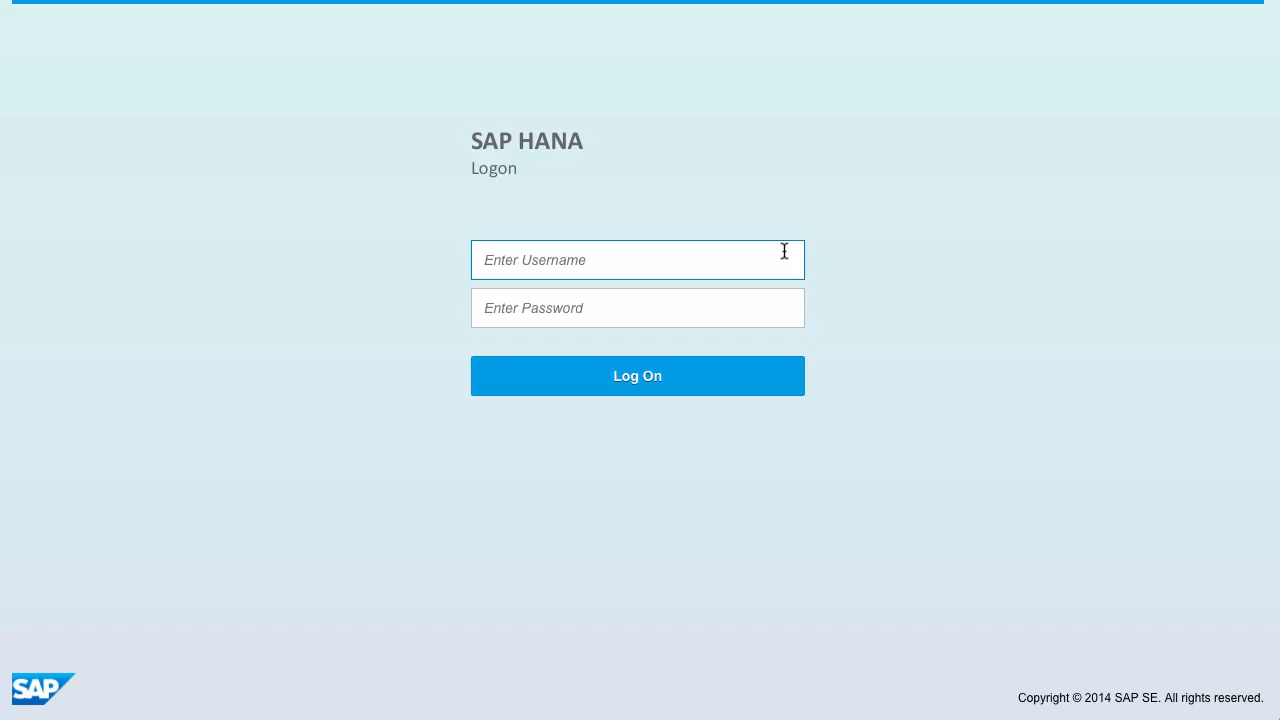 SAP HANA
Logon
Enter Username
Enter Password
Log On
SAP
Copyright © 2014 SAP SE. All rights reserved.